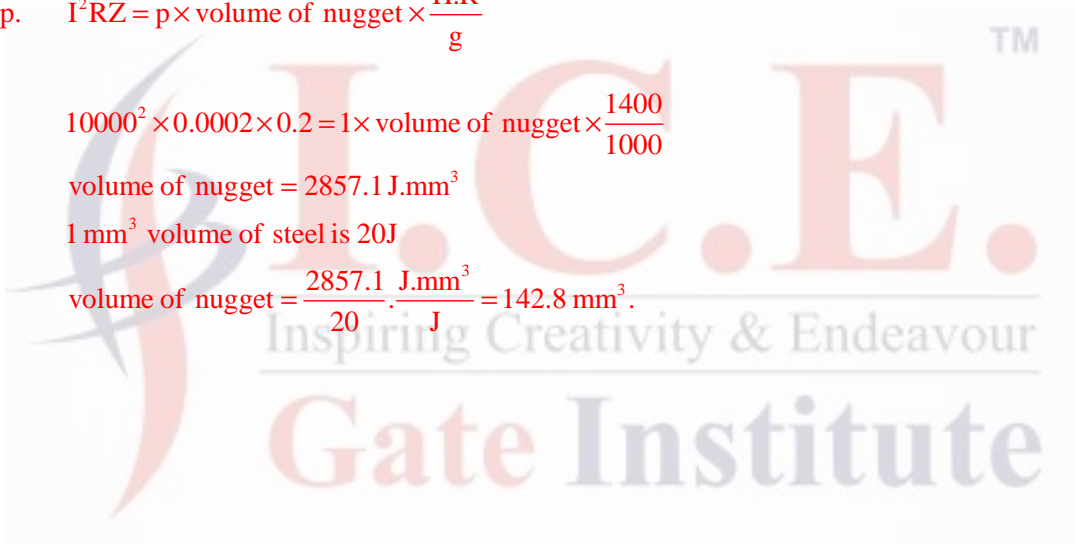 p. I²RZ = p × volume of nugget × H.R/g
10000² × 0.0002 × 0.2 = 1 × volume of nugget × 1400/1000
volume of nugget = 2857.1 J.mm³
1 mm³ volume of steel is 20J
volume of nugget = 2857.1/20 . J.mm³/J = 142.8 mm³.
I.C.E. TM
Inspiring Creativity & Endeavour
Gate Institute